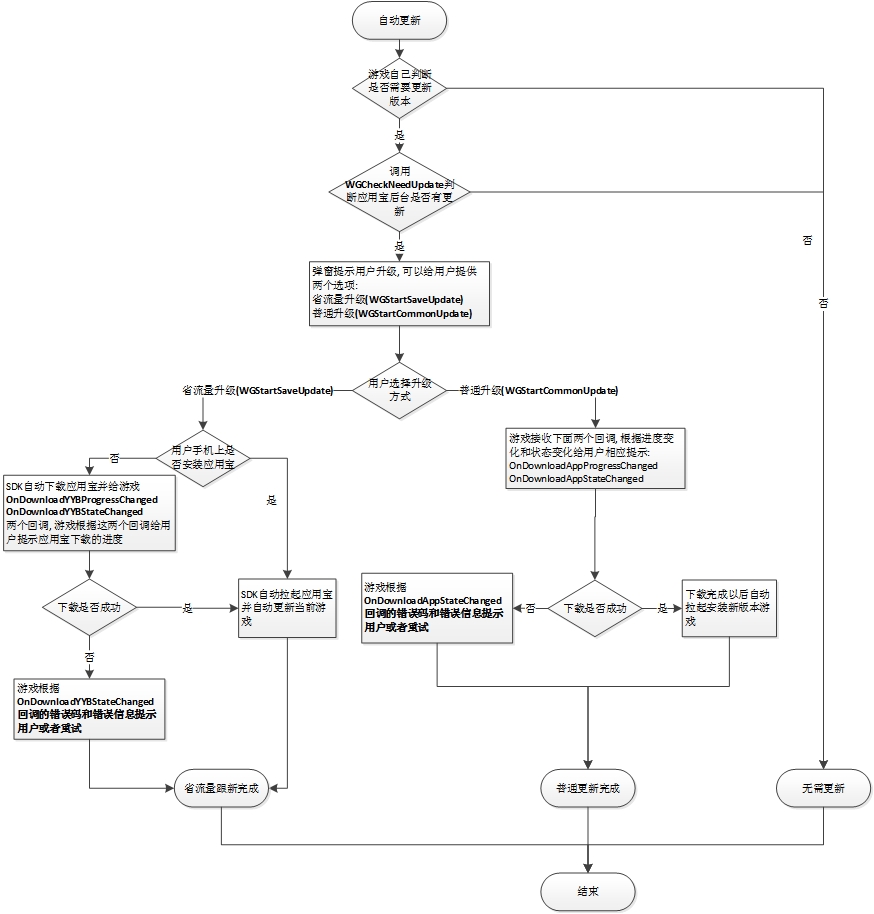 自动更新
游戏自己判断
是否需要更新
版本
是
调用
WGCheckNeedUpdate判
断应用宝后台是否有更
新
否
是
弹窗提示用户升级, 可以给用户提供
两个选项:
省流量升级(WGStartSaveUpdate)
普通升级(WGStartCommonUpdate)
否
用户选择升级
方式
省流量升级(WGStartSaveUpdate)
普通升级(WGStartCommonUpdate)
用户手机上是
否安装应用宝
否
是
游戏接收下面两个回调, 根据进度变
化和状态变化给用户相应提示:
OnDownloadAppProgressChanged
OnDownloadAppStateChanged
SDK自动下载应用宝并给游戏
OnDownloadYYBProgressChanged
OnDownloadYYBStateChanged
两个回调, 游戏根据这两个回调给用
户提示应用宝下载的进度
下载是否成功
是
SDK自动拉起应用宝
并自动更新当前游
戏
游戏根据
OnDownloadAppStateChanged
回调的错误码和错误信息提示
用户或者重试
否
下载是否成功
是
下载完成以后自动
拉起安装新版本游
戏
否
游戏根据
OnDownloadYYBStateChanged
回调的错误码和错误信息提示
用户或者重试
省流量跟新完成
普通更新完成
无需更新
结束